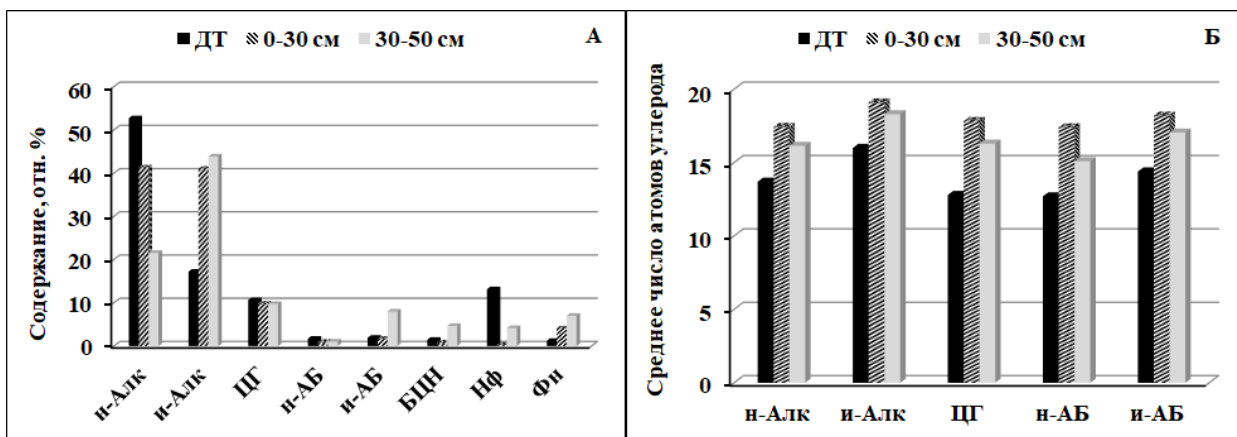 ДТ 0-30 см 30-50 см А
Содержание, отн. %
60
50
40
30
20
10
0
н-Алк и-Алк ЦГ н-АБ и-АБ БЦН Нф Фн
ДТ 0-30 см 30-50 см Б
Среднее число атомов углерода
20
15
10
5
0
н-Алк и-Алк ЦГ н-АБ и-АБ